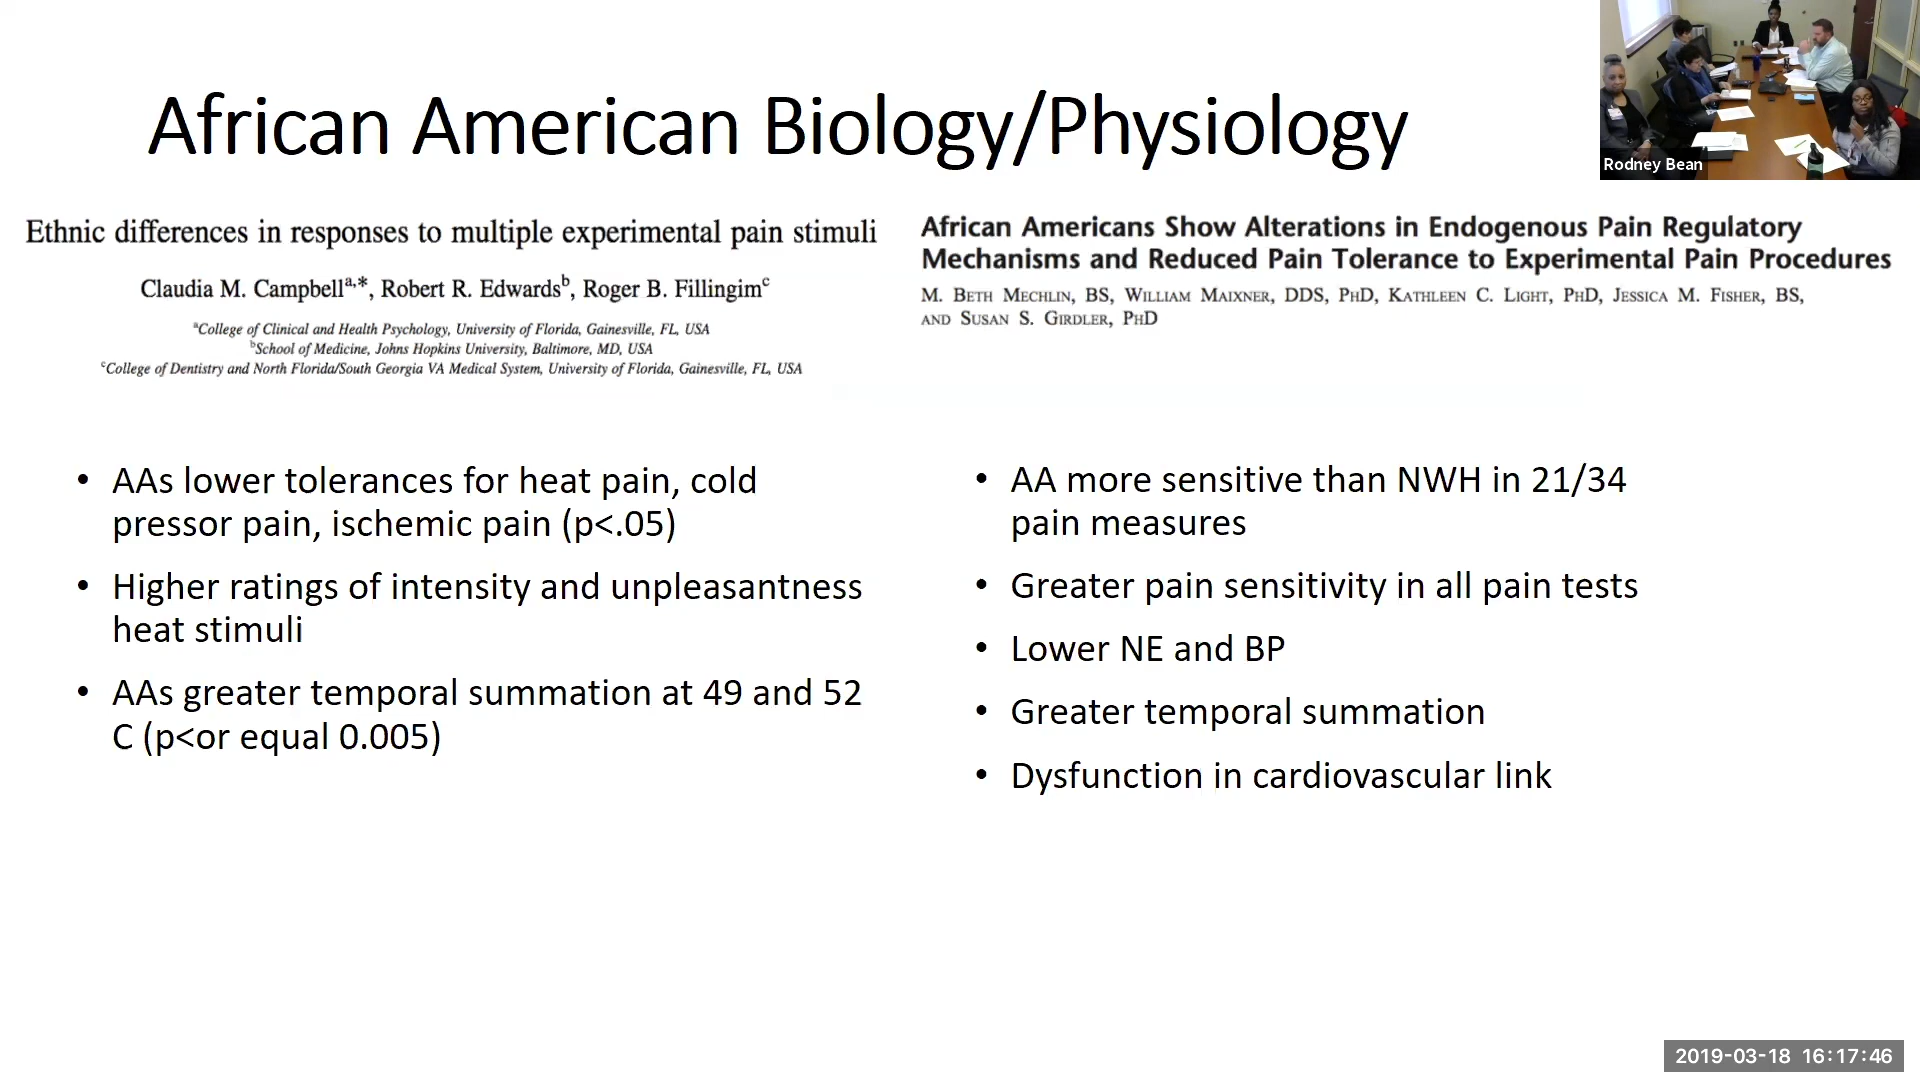 African American Biology/Physiology
Rodney Bean
Ethnic differences in responses to multiple experimental pain stimuli
Claudia M. Campbellᵃ,*, Robert R. Edwardsᵇ, Roger B. Fillingimᶜ
ᵃCollege of Clinical and Health Psychology, University of Florida, Gainesville, FL, USA
ᵇSchool of Medicine, Johns Hopkins University, Baltimore, MD, USA
ᶜCollege of Dentistry and North Florida/South Georgia VA Medical System, University of Florida, Gainesville, FL, USA
• AAs lower tolerances for heat pain, cold
pressor pain, ischemic pain (p<.05)
• Higher ratings of intensity and unpleasantness
heat stimuli
• AAs greater temporal summation at 49 and 52
C (p<or equal 0.005)
African Americans Show Alterations in Endogenous Pain Regulatory
Mechanisms and Reduced Pain Tolerance to Experimental Pain Procedures
M. Beth Mechlin, BS, William Maixner, DDS, PhD, Kathleen C. Light, PhD, Jessica M. Fisher, BS,
and Susan S. Girdler, PhD
• AA more sensitive than NWH in 21/34
pain measures
• Greater pain sensitivity in all pain tests
• Lower NE and BP
• Greater temporal summation
• Dysfunction in cardiovascular link
2019-03-18 16:17:46